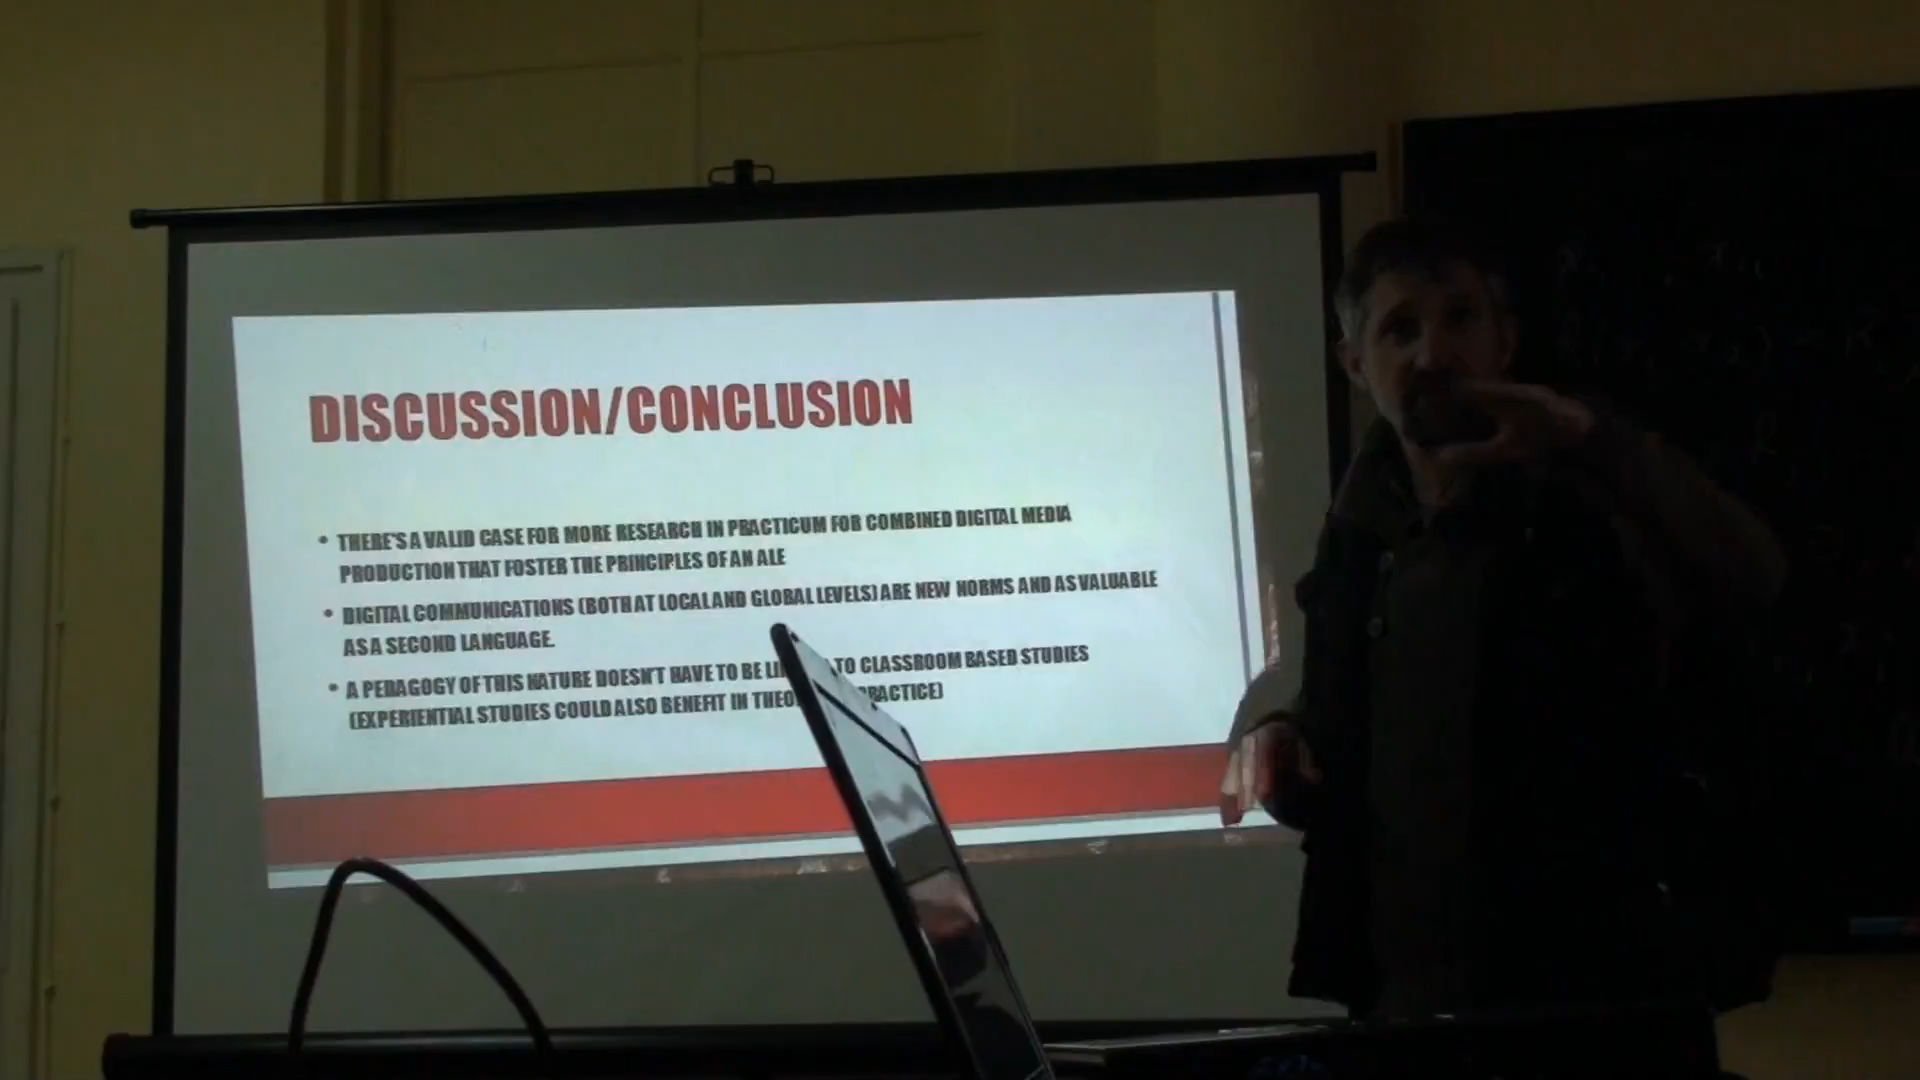 DISCUSSION/CONCLUSION
• THERE'S A VALID CASE FOR MORE RESEARCH IN PRACTICUM FOR COMBINED DIGITAL MEDIA
PRODUCTION THAT FOSTER THE PRINCIPLES OF AN ALE
• DIGITAL COMMUNICATIONS (BOTH AT LOCAL AND GLOBAL LEVELS) ARE NEW NORMS AND AS VALUABLE
AS A SECOND LANGUAGE.
• A PEDAGOGY OF THIS NATURE DOESN'T HAVE TO BE TO CLASSROOM BASED STUDIES
(EXPERIENTIAL STUDIES COULD ALSO BENEFIT IN PRACTICE)